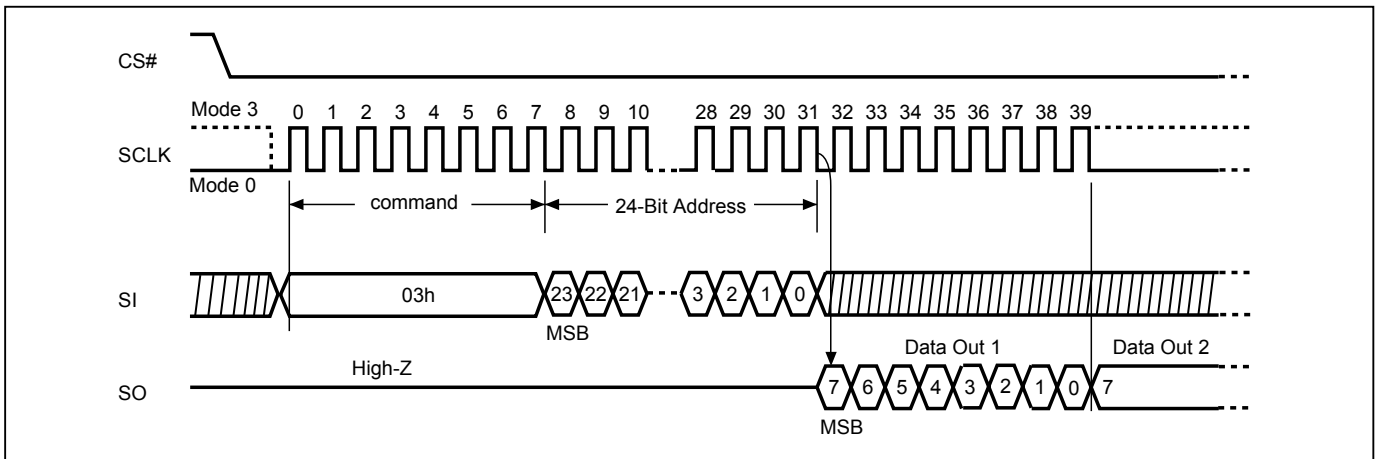 CS#
Mode 3
0 1 2 3 4 5 6 7 8 9 10 28 29 30 31 32 33 34 35 36 37 38 39
SCLK
Mode 0
command
24-Bit Address
SI
03h
23 22 21 3 2 1 0
MSB
Data Out 1
Data Out 2
High-Z
SO
7 6 5 4 3 2 1 0 7
MSB